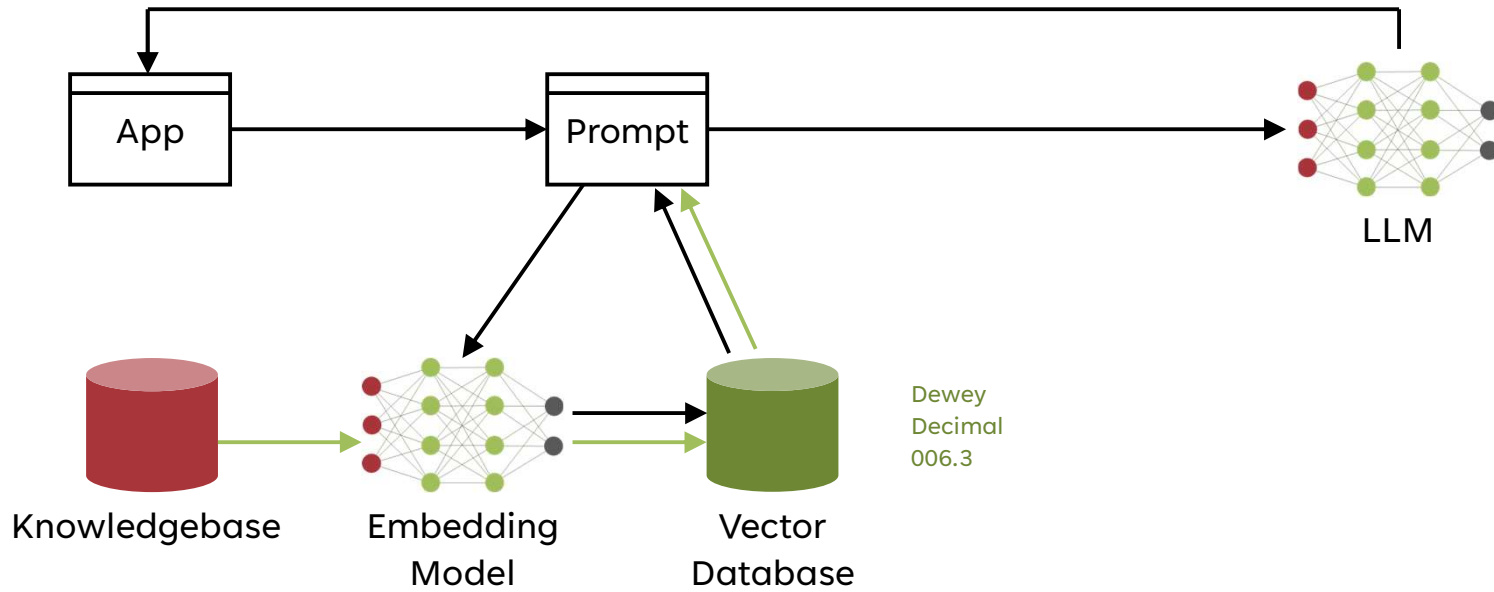 App
Prompt
LLM
Dewey
Decimal
006.3
Knowledgebase
Embedding
Model
Vector
Database